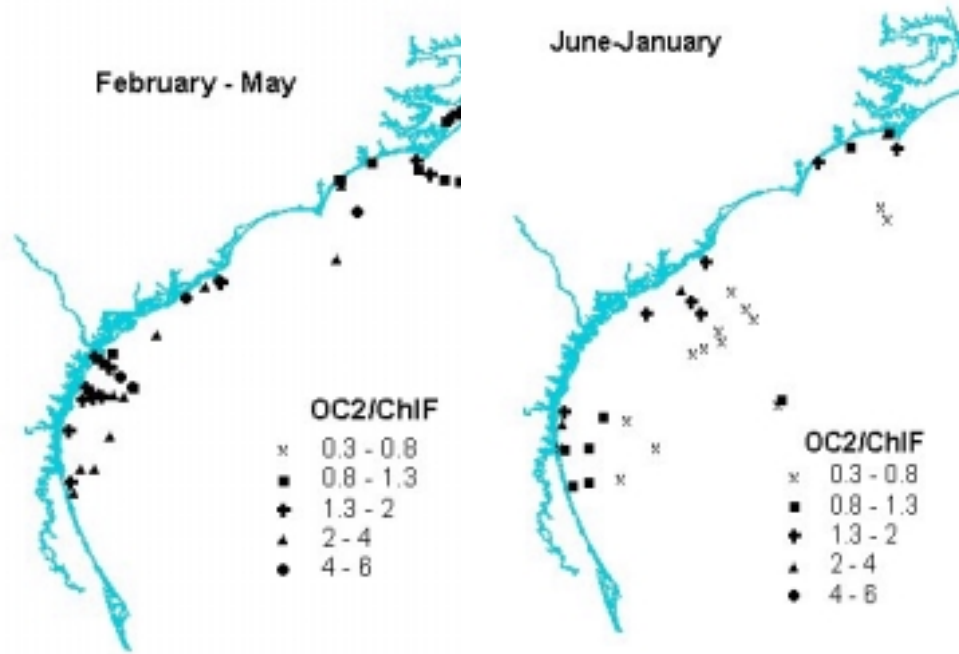 February - May
OC2/ChlF
0.3 - 0.8
0.8 - 1.3
1.3 - 2
2 - 4
4 - 6
June-January
OC2/ChlF
0.3 - 0.8
0.8 - 1.3
1.3 - 2
2 - 4
4 - 6